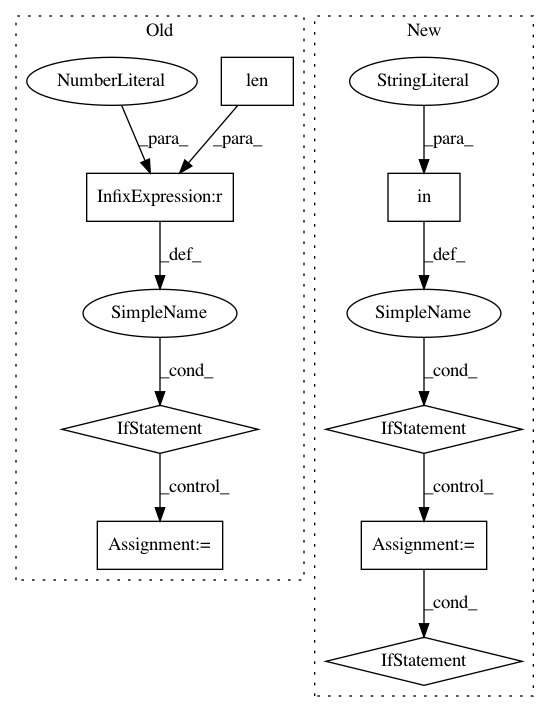 Old
New
NumberLiteral
len
StringLiteral
_para_
_para_
_para_
InfixExpression:r
in
_def_
_def_
SimpleName
SimpleName
_cond_
_cond_
IfStatement
IfStatement
_control_
_control_
Assignment:=
Assignment:=
_cond_
IfStatement